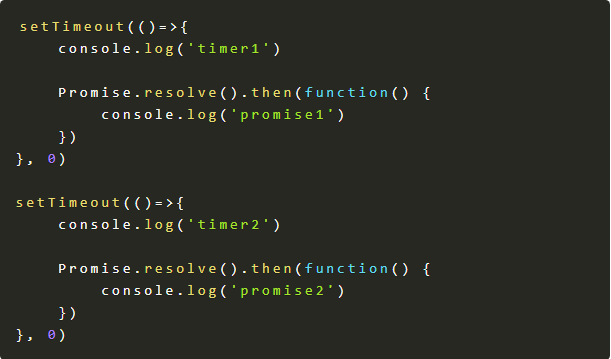 setTimeout(()=>{
    console.log('timer1')

    Promise.resolve().then(function() {
        console.log('promise1')
    })
}, 0)

setTimeout(()=>{
    console.log('timer2')

    Promise.resolve().then(function() {
        console.log('promise2')
    })
}, 0)